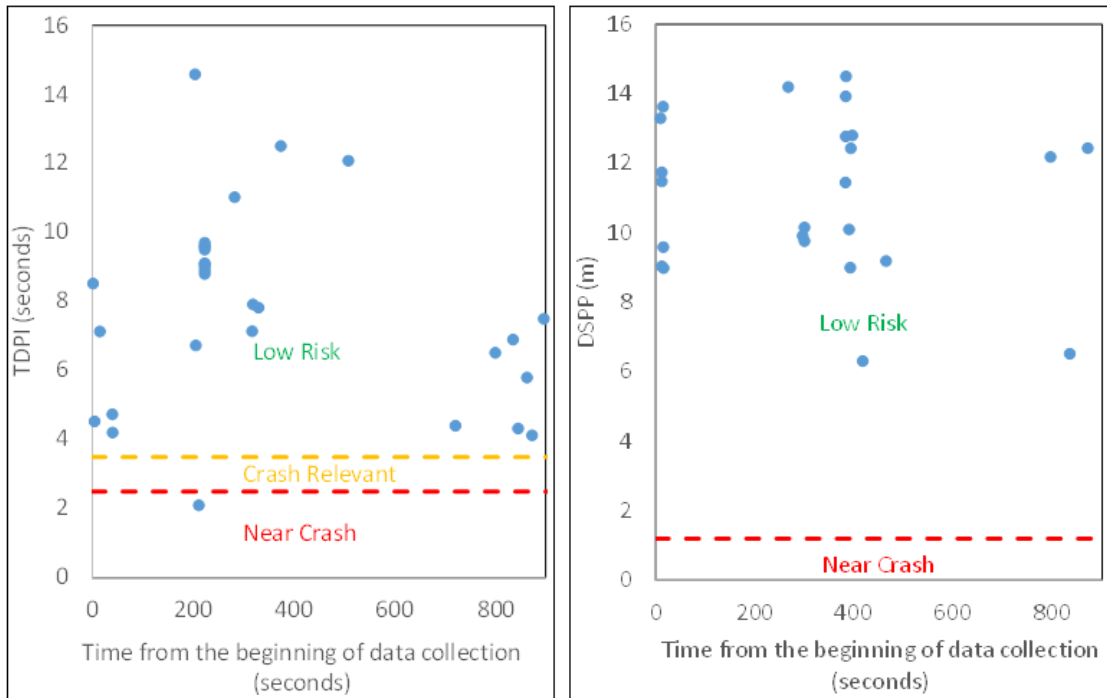 16
14
12
10
8
6
4
2
0
TDPI (seconds)
Low Risk
Crash Relevant
Near Crash
0 200 400 600 800
Time from the beginning of data collection
(seconds)
16
14
12
10
8
6
4
2
0
DSPP (m)
Low Risk
Near Crash
0 200 400 600 800
Time from the beginning of data collection
(seconds)